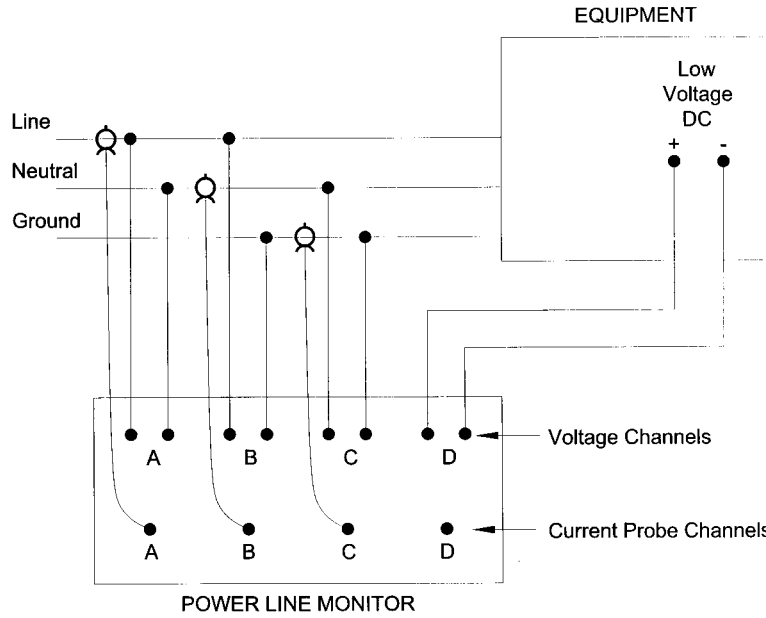 EQUIPMENT
Low
Voltage
DC
+ -
Line
Neutral
Ground
A B C D
Voltage Channels
A B C D
Current Probe Channels
POWER LINE MONITOR